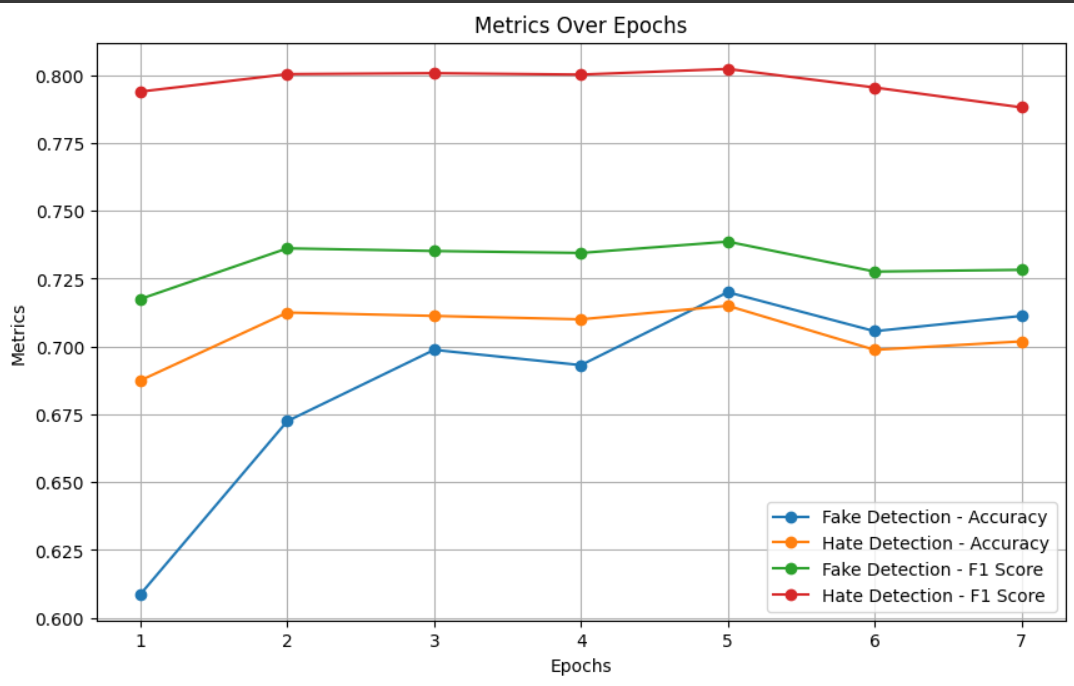 Metrics Over Epochs
Metrics
0.800
0.775
0.750
0.725
0.700
0.675
0.650
0.625
0.600
1 2 3 4 5 6 7
Epochs
Fake Detection - Accuracy
Hate Detection - Accuracy
Fake Detection - F1 Score
Hate Detection - F1 Score